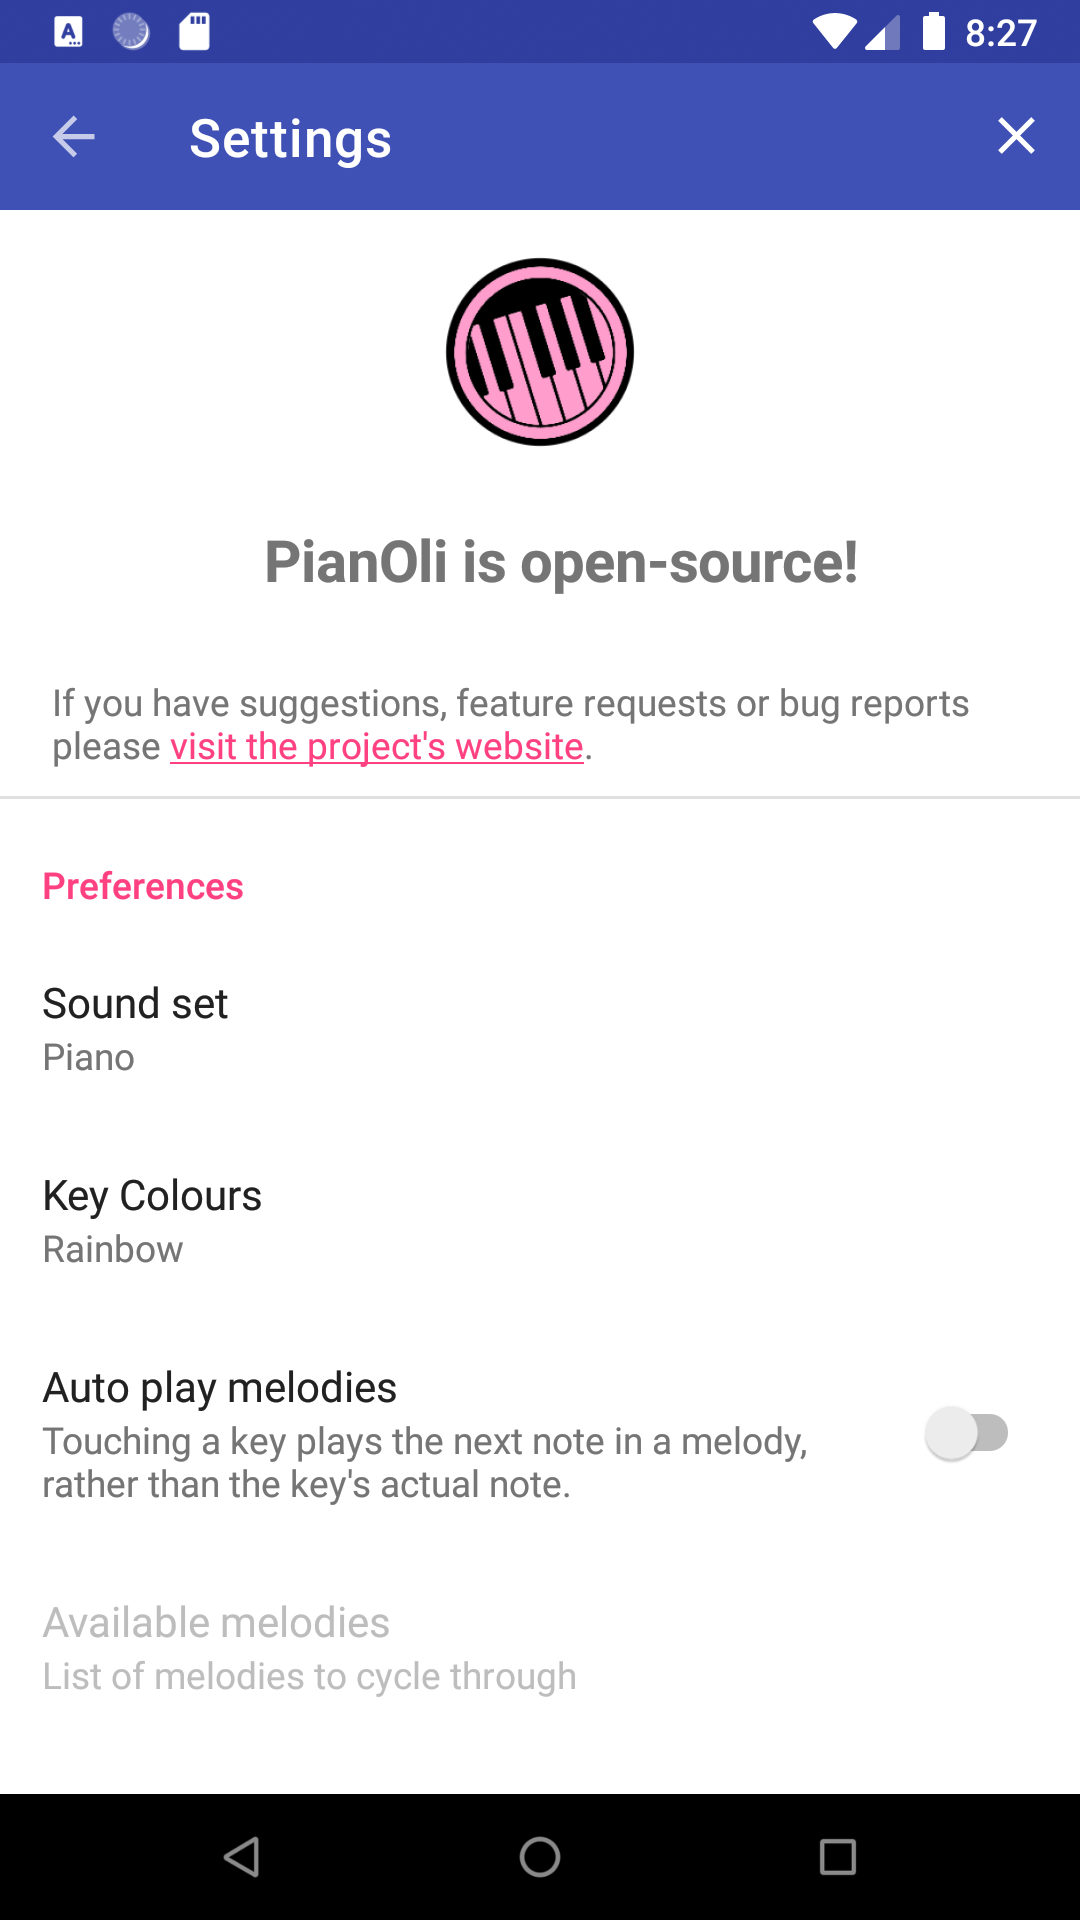 8:27
Settings
PianOli is open-source!
If you have suggestions, feature requests or bug reports
please visit the project's website.
Preferences
Sound set
Piano
Key Colours
Rainbow
Auto play melodies
Touching a key plays the next note in a melody,
rather than the key's actual note.
Available melodies
List of melodies to cycle through